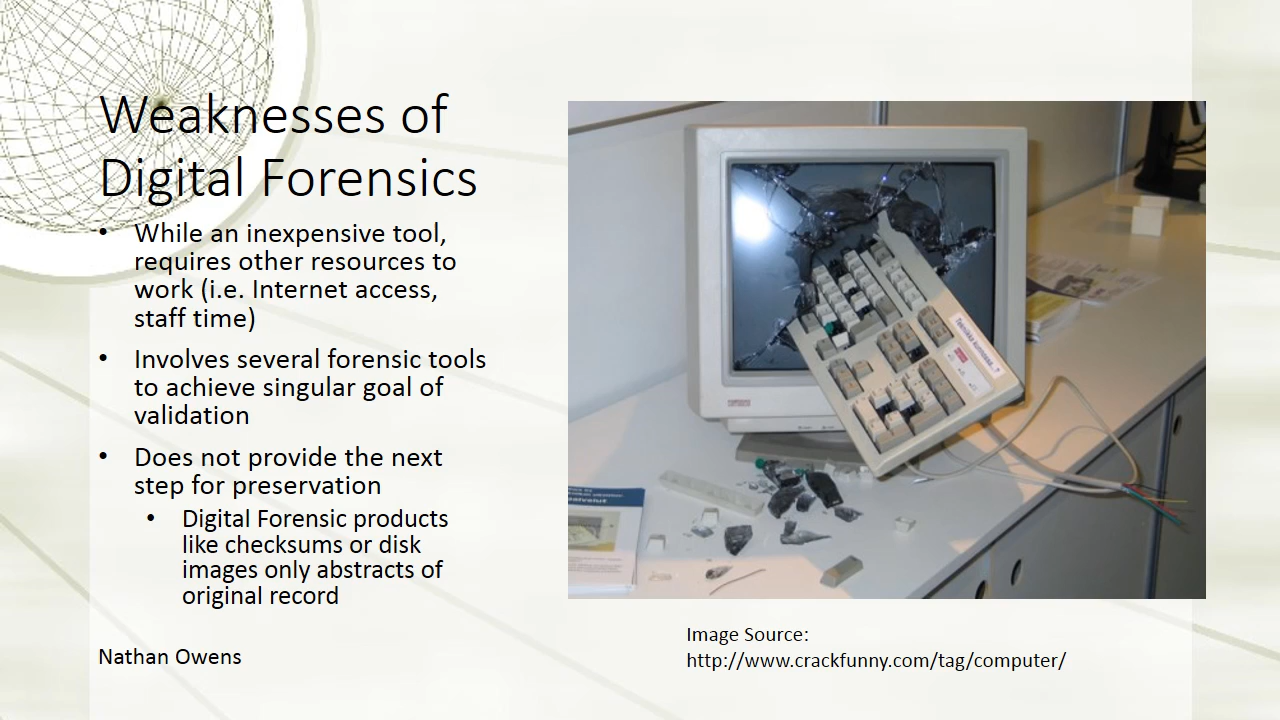 Weaknesses of
Digital Forensics
• While an inexpensive tool,
requires other resources to
work (i.e. Internet access,
staff time)
• Involves several forensic tools
to achieve singular goal of
validation
• Does not provide the next
step for preservation
• Digital Forensic products
like checksums or disk
images only abstracts of
original record
Nathan Owens
Image Source:
http://www.crackfunny.com/tag/computer/